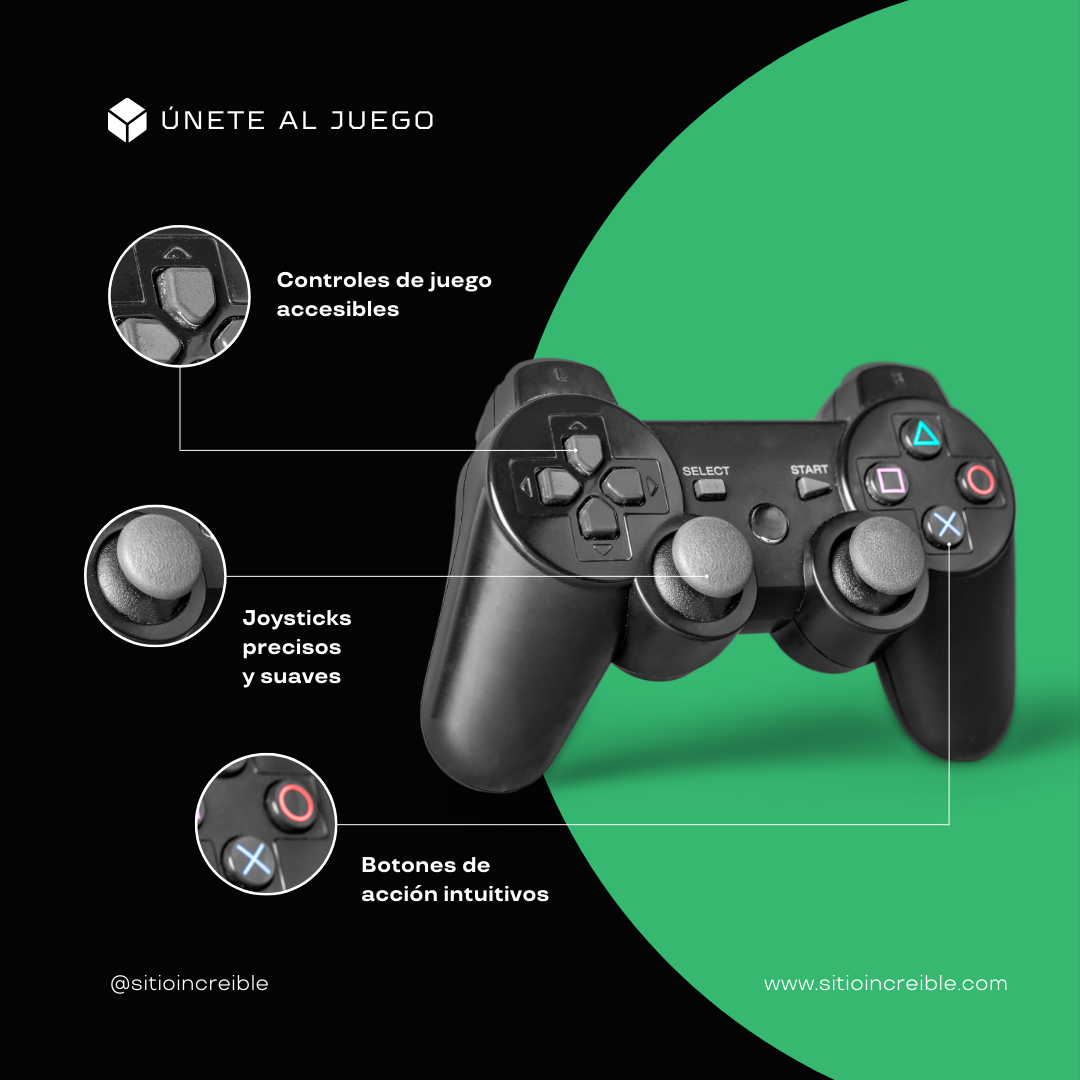 ÚNETE AL JUEGO
Controles de juego
accesibles
L
SELECT
START
Joysticks
precisos
y suaves
Botones de
acción intuitivos
@sitioincreible
www.sitioincreible.com